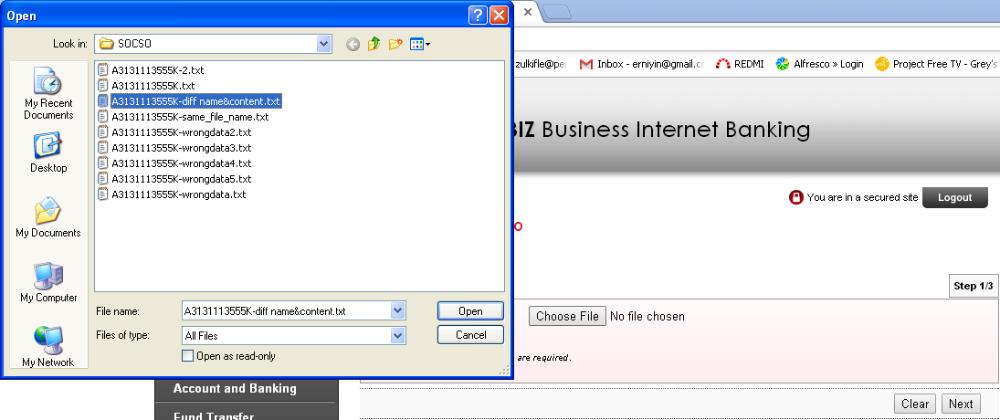 Open
Look in: SOCSO
A3131113555K-2.txt
A3131113555K.txt
A3131113555K-diff name&content.txt
A3131113555K-same_file_name.txt
A3131113555K-wrongdata2.txt
A3131113555K-wrongdata3.txt
A3131113555K-wrongdata4.txt
A3131113555K-wrongdata5.txt
A3131113555K-wrongdata.txt
My Recent
Documents
Desktop
My Documents
My Computer
My Network
File name: A3131113555K-diff name&content.txt Open
Files of type: All Files Cancel
Open as read-only
zulkifle@per Inbox - erniyin@gmail.co REDMI Alfresco » Login Project Free TV - Grey's
BIZ Business Internet Banking
You are in a secured site Logout
o
Step 1/3
Choose File No file chosen
are required.
Clear Next
Account and Banking
Fund Transfer